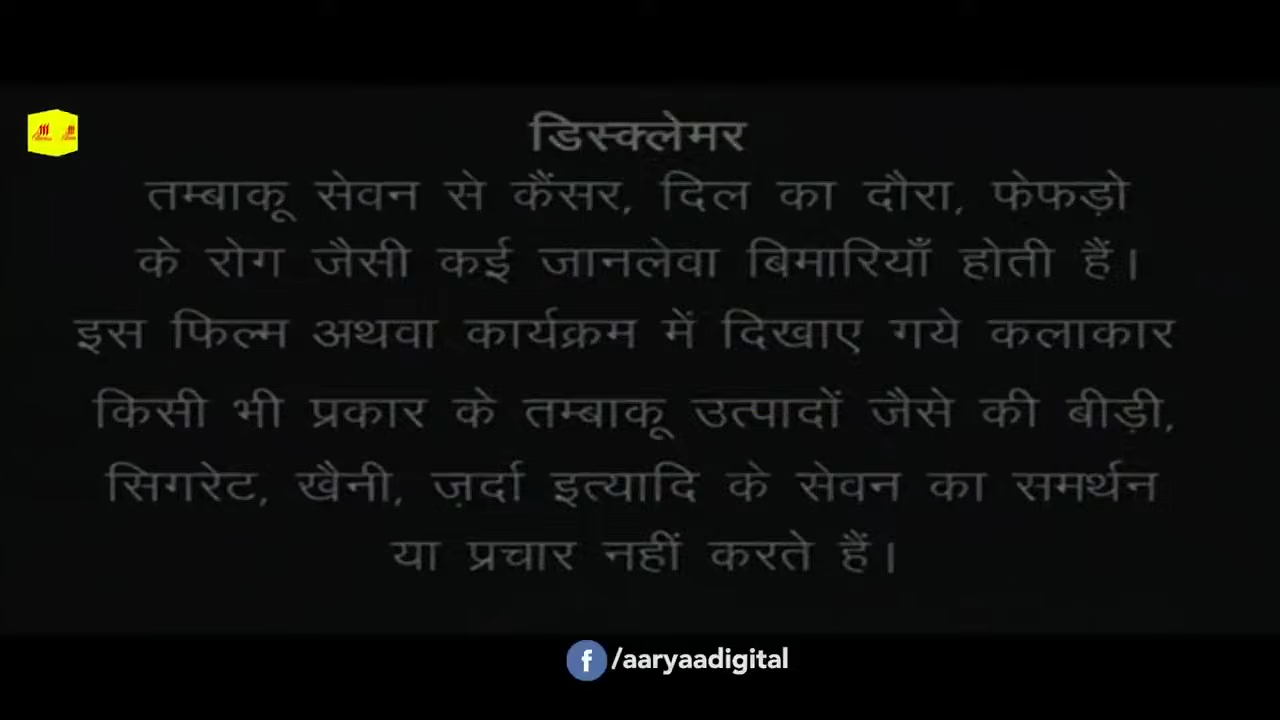 डिस्क्लेमर
तम्बाकू सेवन से कैंसर, दिल का दौरा, फेफड़ो
के रोग जैसी कई जानलेवा बिमारियाँ होती हैं।
इस फिल्म अथवा कार्यक्रम में दिखाए गये कलाकार
किसी भी प्रकार के तम्बाकू उत्पादों जैसे की बीड़ी,
सिगरेट, खैनी, ज़र्दा इत्यादि के सेवन का समर्थन
या प्रचार नहीं करते हैं।
f /aaryaadigital